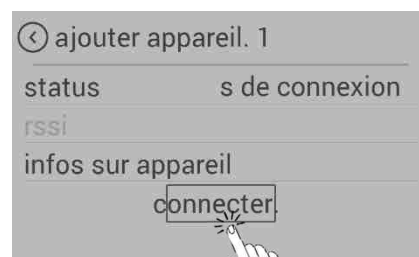 ajouter appareil. 1
status s de connexion
rssi
infos sur appareil
connecter.